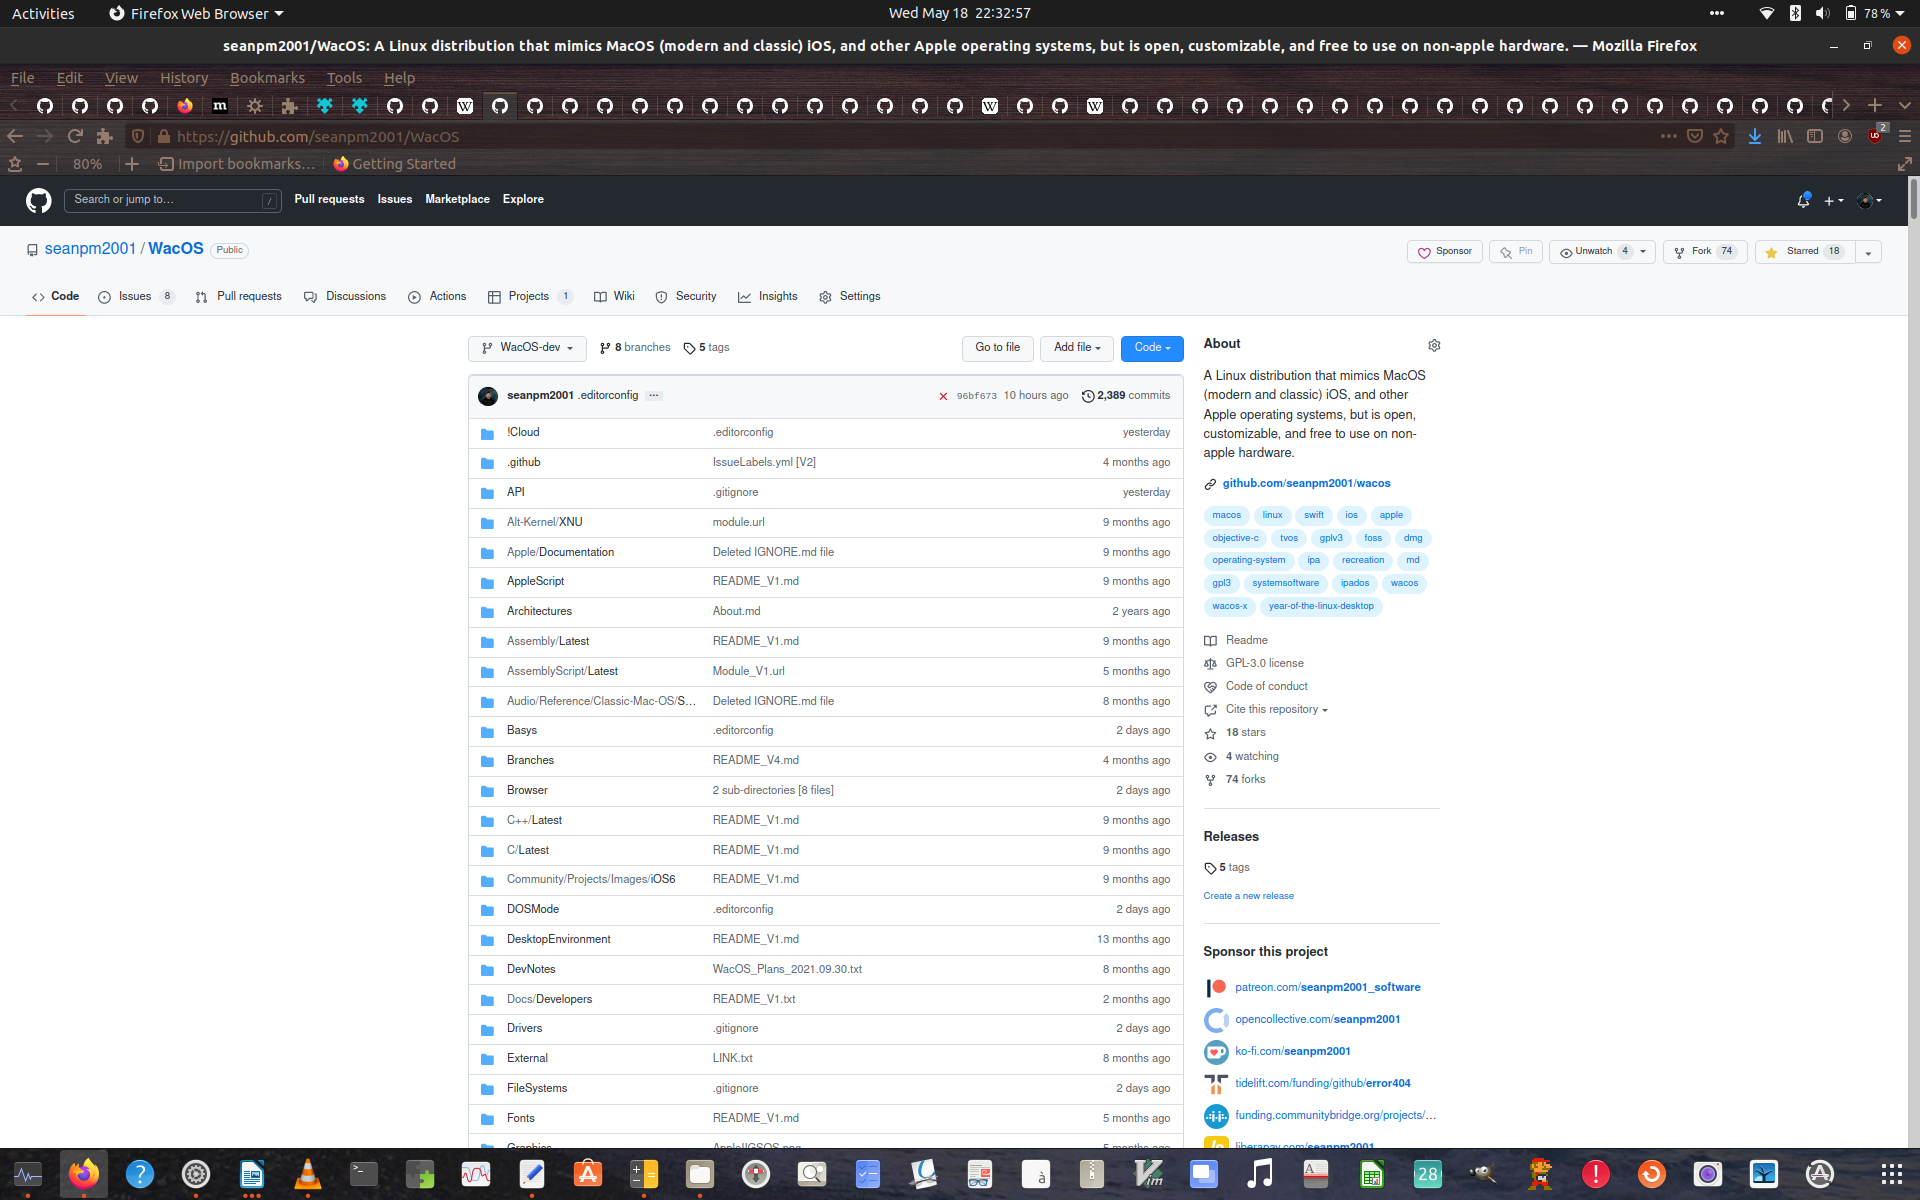 Activities
Firefox Web Browser
Wed May 18 22:32:57
78 %
seanpm2001/WacOS: A Linux distribution that mimics MacOS (modern and classic) iOS, and other Apple operating systems, but is open, customizable, and free to use on non-apple hardware. — Mozilla Firefox
File Edit View History Bookmarks Tools Help
https://github.com/seanpm2001/WacOS
2
80%
Import bookmarks...
Getting Started
Search or jump to...
/
Pull requests Issues Marketplace Explore
seanpm2001 / WacOS Public
Sponsor
Pin
Unwatch 4
Fork 74
Starred 18
Code
Issues 8
Pull requests
Discussions
Actions
Projects 1
Wiki
Security
Insights
Settings
WacOS-dev
8 branches
5 tags
Go to file
Add file
Code
seanpm2001 .editorconfig ... 96bf673 10 hours ago 2,389 commits
!Cloud .editorconfig yesterday
.github IssueLabels.yml [V2] 4 months ago
API .gitignore yesterday
Alt-Kernel/XNU module.url 9 months ago
Apple/Documentation Deleted IGNORE.md file 9 months ago
AppleScript README_V1.md 9 months ago
Architectures About.md 2 years ago
Assembly/Latest README_V1.md 9 months ago
AssemblyScript/Latest Module_V1.url 5 months ago
Audio/Reference/Classic-Mac-OS/S... Deleted IGNORE.md file 8 months ago
Basys .editorconfig 2 days ago
Branches README_V4.md 4 months ago
Browser 2 sub-directories [8 files] 2 days ago
C++/Latest README_V1.md 9 months ago
C/Latest README_V1.md 9 months ago
Community/Projects/Images/iOS6 README_V1.md 9 months ago
DOSMode .editorconfig 2 days ago
DesktopEnvironment README_V1.md 13 months ago
DevNotes WacOS_Plans_2021.09.30.txt 8 months ago
Docs/Developers README_V1.txt 2 months ago
Drivers .gitignore 2 days ago
External LINK.txt 8 months ago
FileSystems .gitignore 2 days ago
Fonts README_V1.md 5 months ago
Graphics AppleIIGSOS.png 5 months ago
About
A Linux distribution that mimics MacOS
(modern and classic) iOS, and other
Apple operating systems, but is open,
customizable, and free to use on non-
apple hardware.
github.com/seanpm2001/wacos
macos linux swift ios apple
objective-c tvos gplv3 foss dmg
operating-system ipa recreation md
gpl3 systemsoftware ipados wacos
wacos-x year-of-the-linux-desktop
Readme
GPL-3.0 license
Code of conduct
Cite this repository
18 stars
4 watching
74 forks
Releases
5 tags
Create a new release
Sponsor this project
patreon.com/seanpm2001_software
opencollective.com/seanpm2001
ko-fi.com/seanpm2001
tidelift.com/funding/github/error404
funding.communitybridge.org/projects/...
liberapay.com/seanpm2001
28